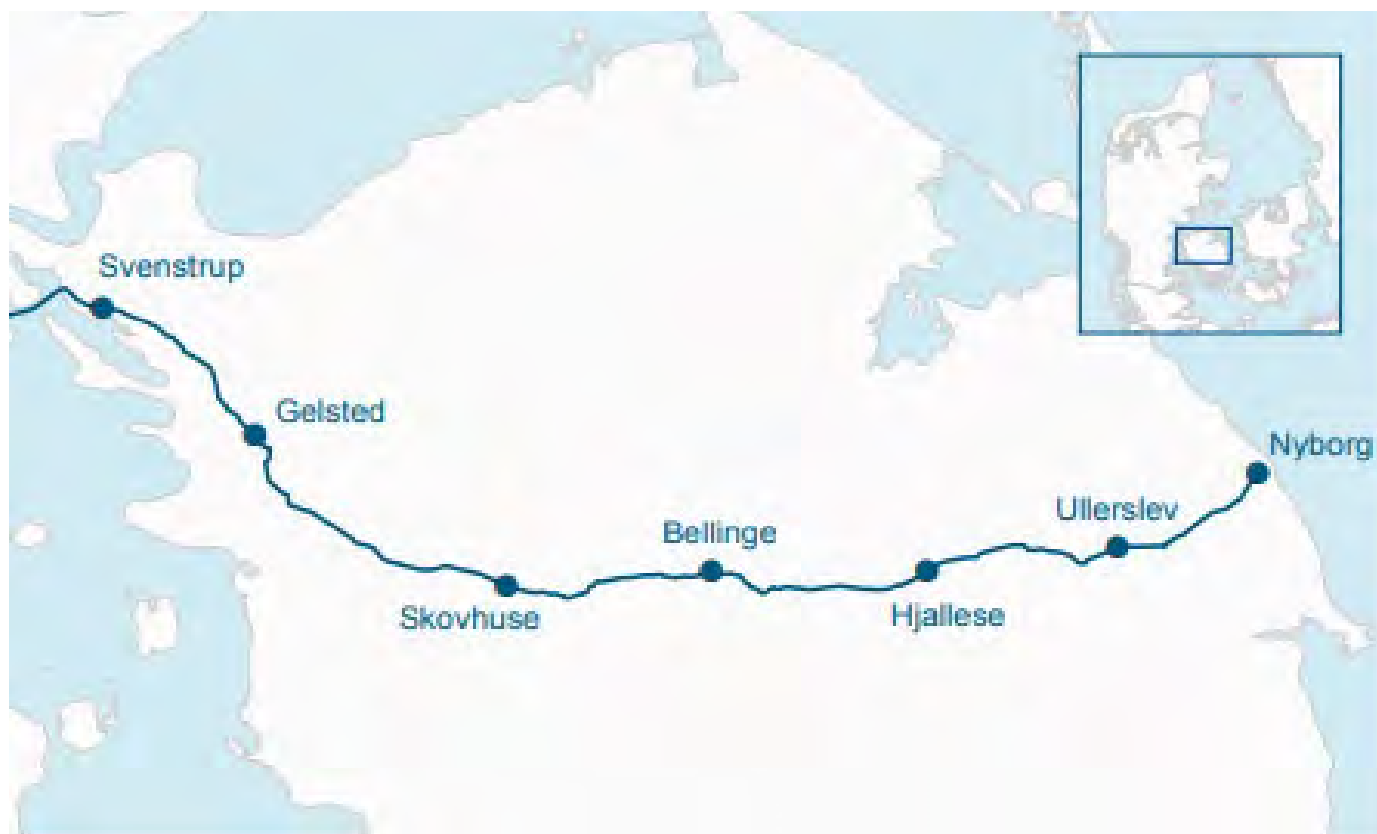 Svenstrup
Gelsted
Nyborg
Ullerslev
Bellinge
Skovhuse
Hjallese